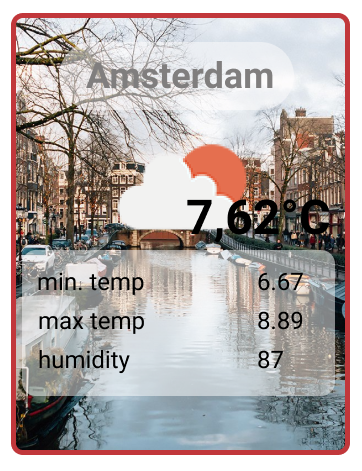 Amsterdam
7,62°C
min. temp 6.67
max temp 8.89
humidity 87